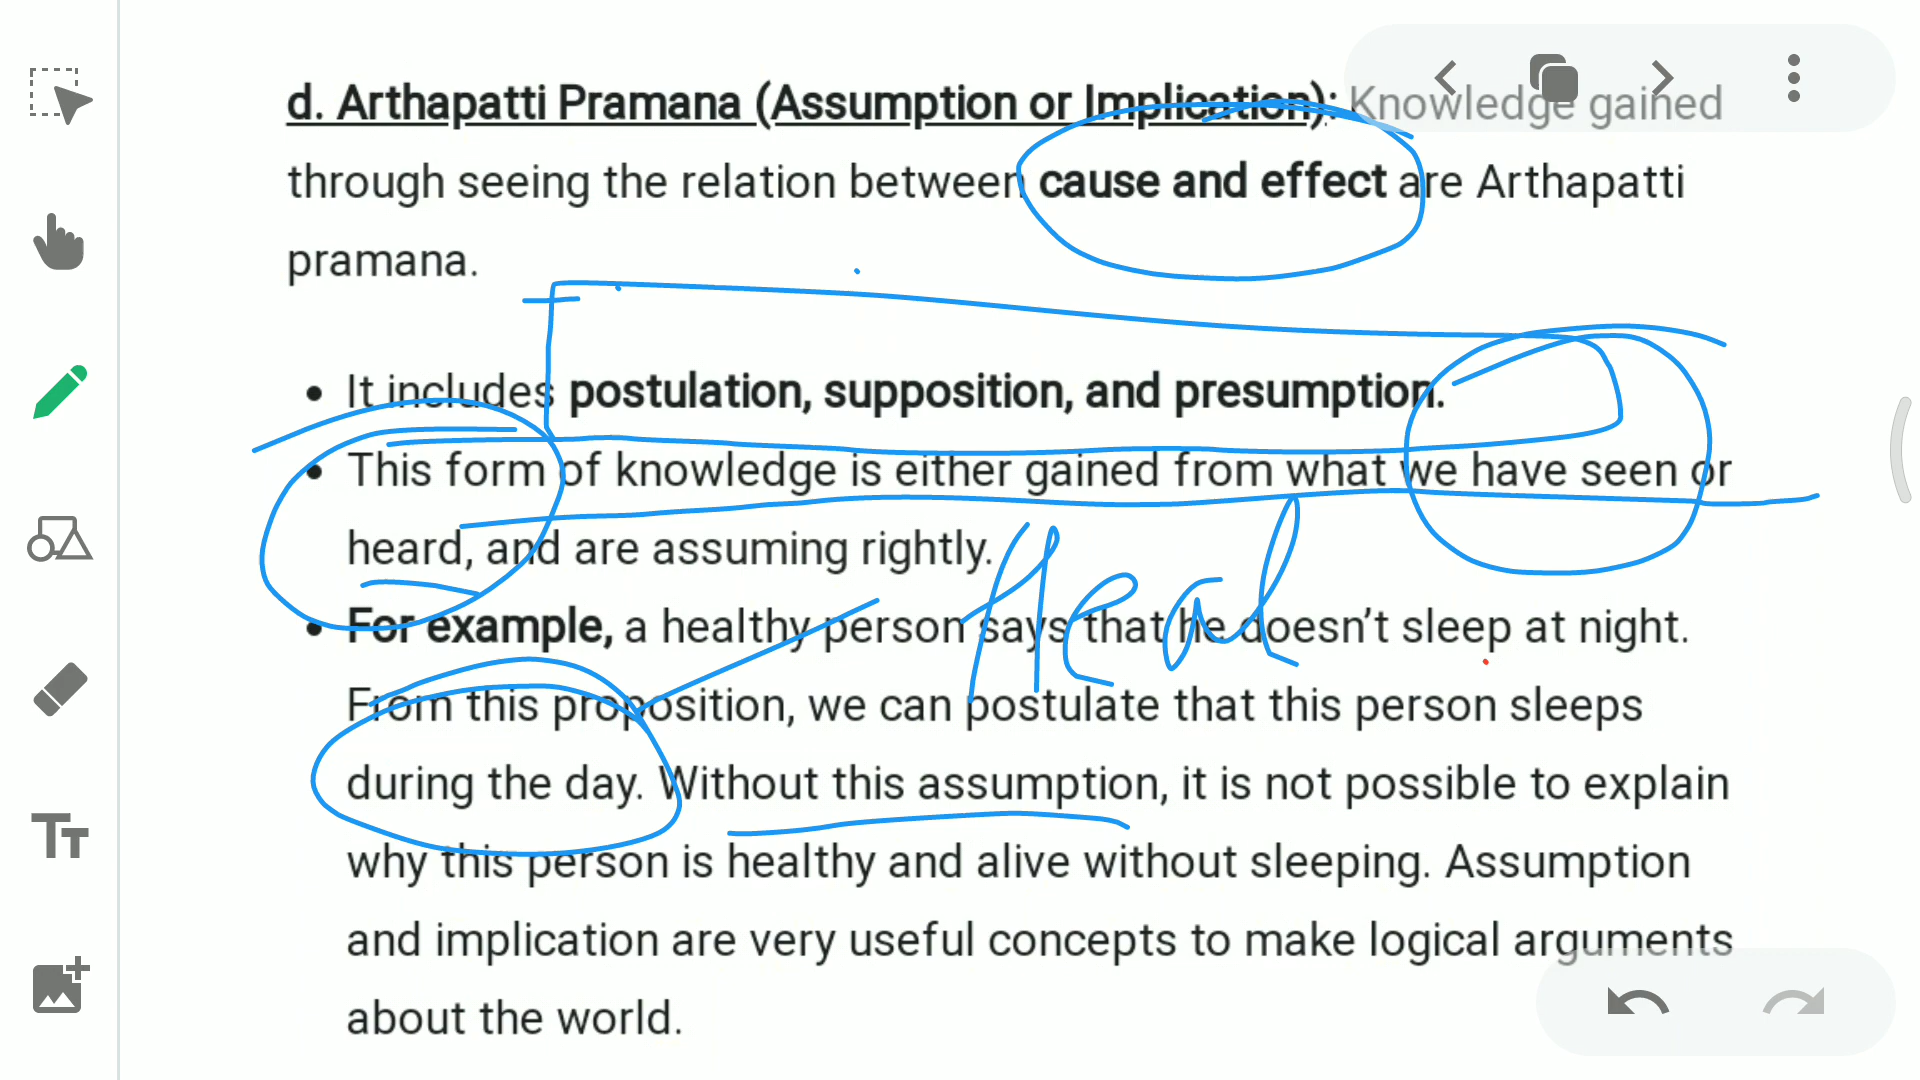 d. Arthapatti Pramana (Assumption or Implication): Knowledge gained
through seeing the relation between cause and effect are Arthapatti
pramana.
• It includes postulation, supposition, and presumption.
• This form of knowledge is either gained from what we have seen or
heard, and are assuming rightly.
Head
• For example, a healthy person says that he doesn’t sleep at night.
From this proposition, we can postulate that this person sleeps
during the day. Without this assumption, it is not possible to explain
why this person is healthy and alive without sleeping. Assumption
and implication are very useful concepts to make logical arguments
about the world.
TT